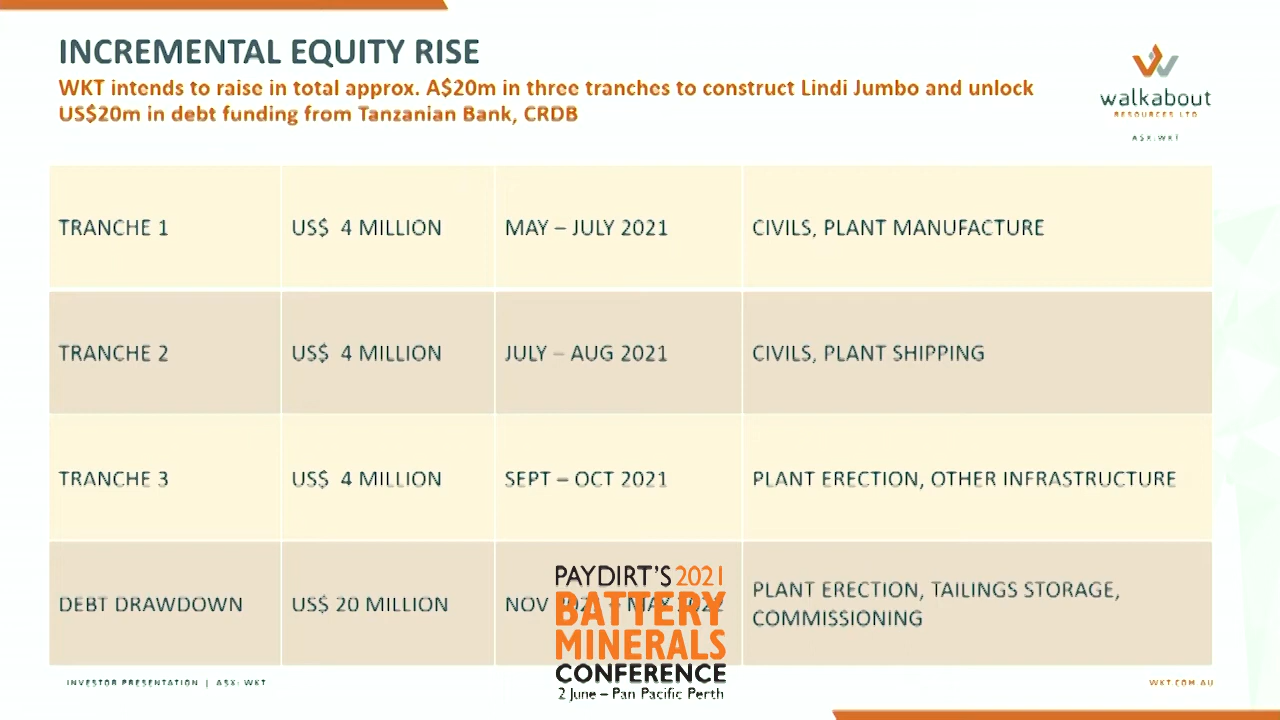 INCREMENTAL EQUITY RISE
WKT intends to raise in total approx. A$20m in three tranches to construct Lindi Jumbo and unlock
US$20m in debt funding from Tanzanian Bank, CRDB
walkabout
RESOURCES LTD
ASX:WKT
TRANCHE 1 US$ 4 MILLION MAY – JULY 2021 CIVILS, PLANT MANUFACTURE
TRANCHE 2 US$ 4 MILLION JULY – AUG 2021 CIVILS, PLANT SHIPPING
TRANCHE 3 US$ 4 MILLION SEPT – OCT 2021 PLANT ERECTION, OTHER INFRASTRUCTURE
DEBT DRAWDOWN US$ 20 MILLION NOV – MAY 2022 PLANT ERECTION, TAILINGS STORAGE,
COMMISSIONING
PAYDIRT'S 2021
BATTERY
MINERALS
CONFERENCE
2 June – Pan Pacific Perth
INVESTOR PRESENTATION | ASX: WKT
WKT.COM.AU